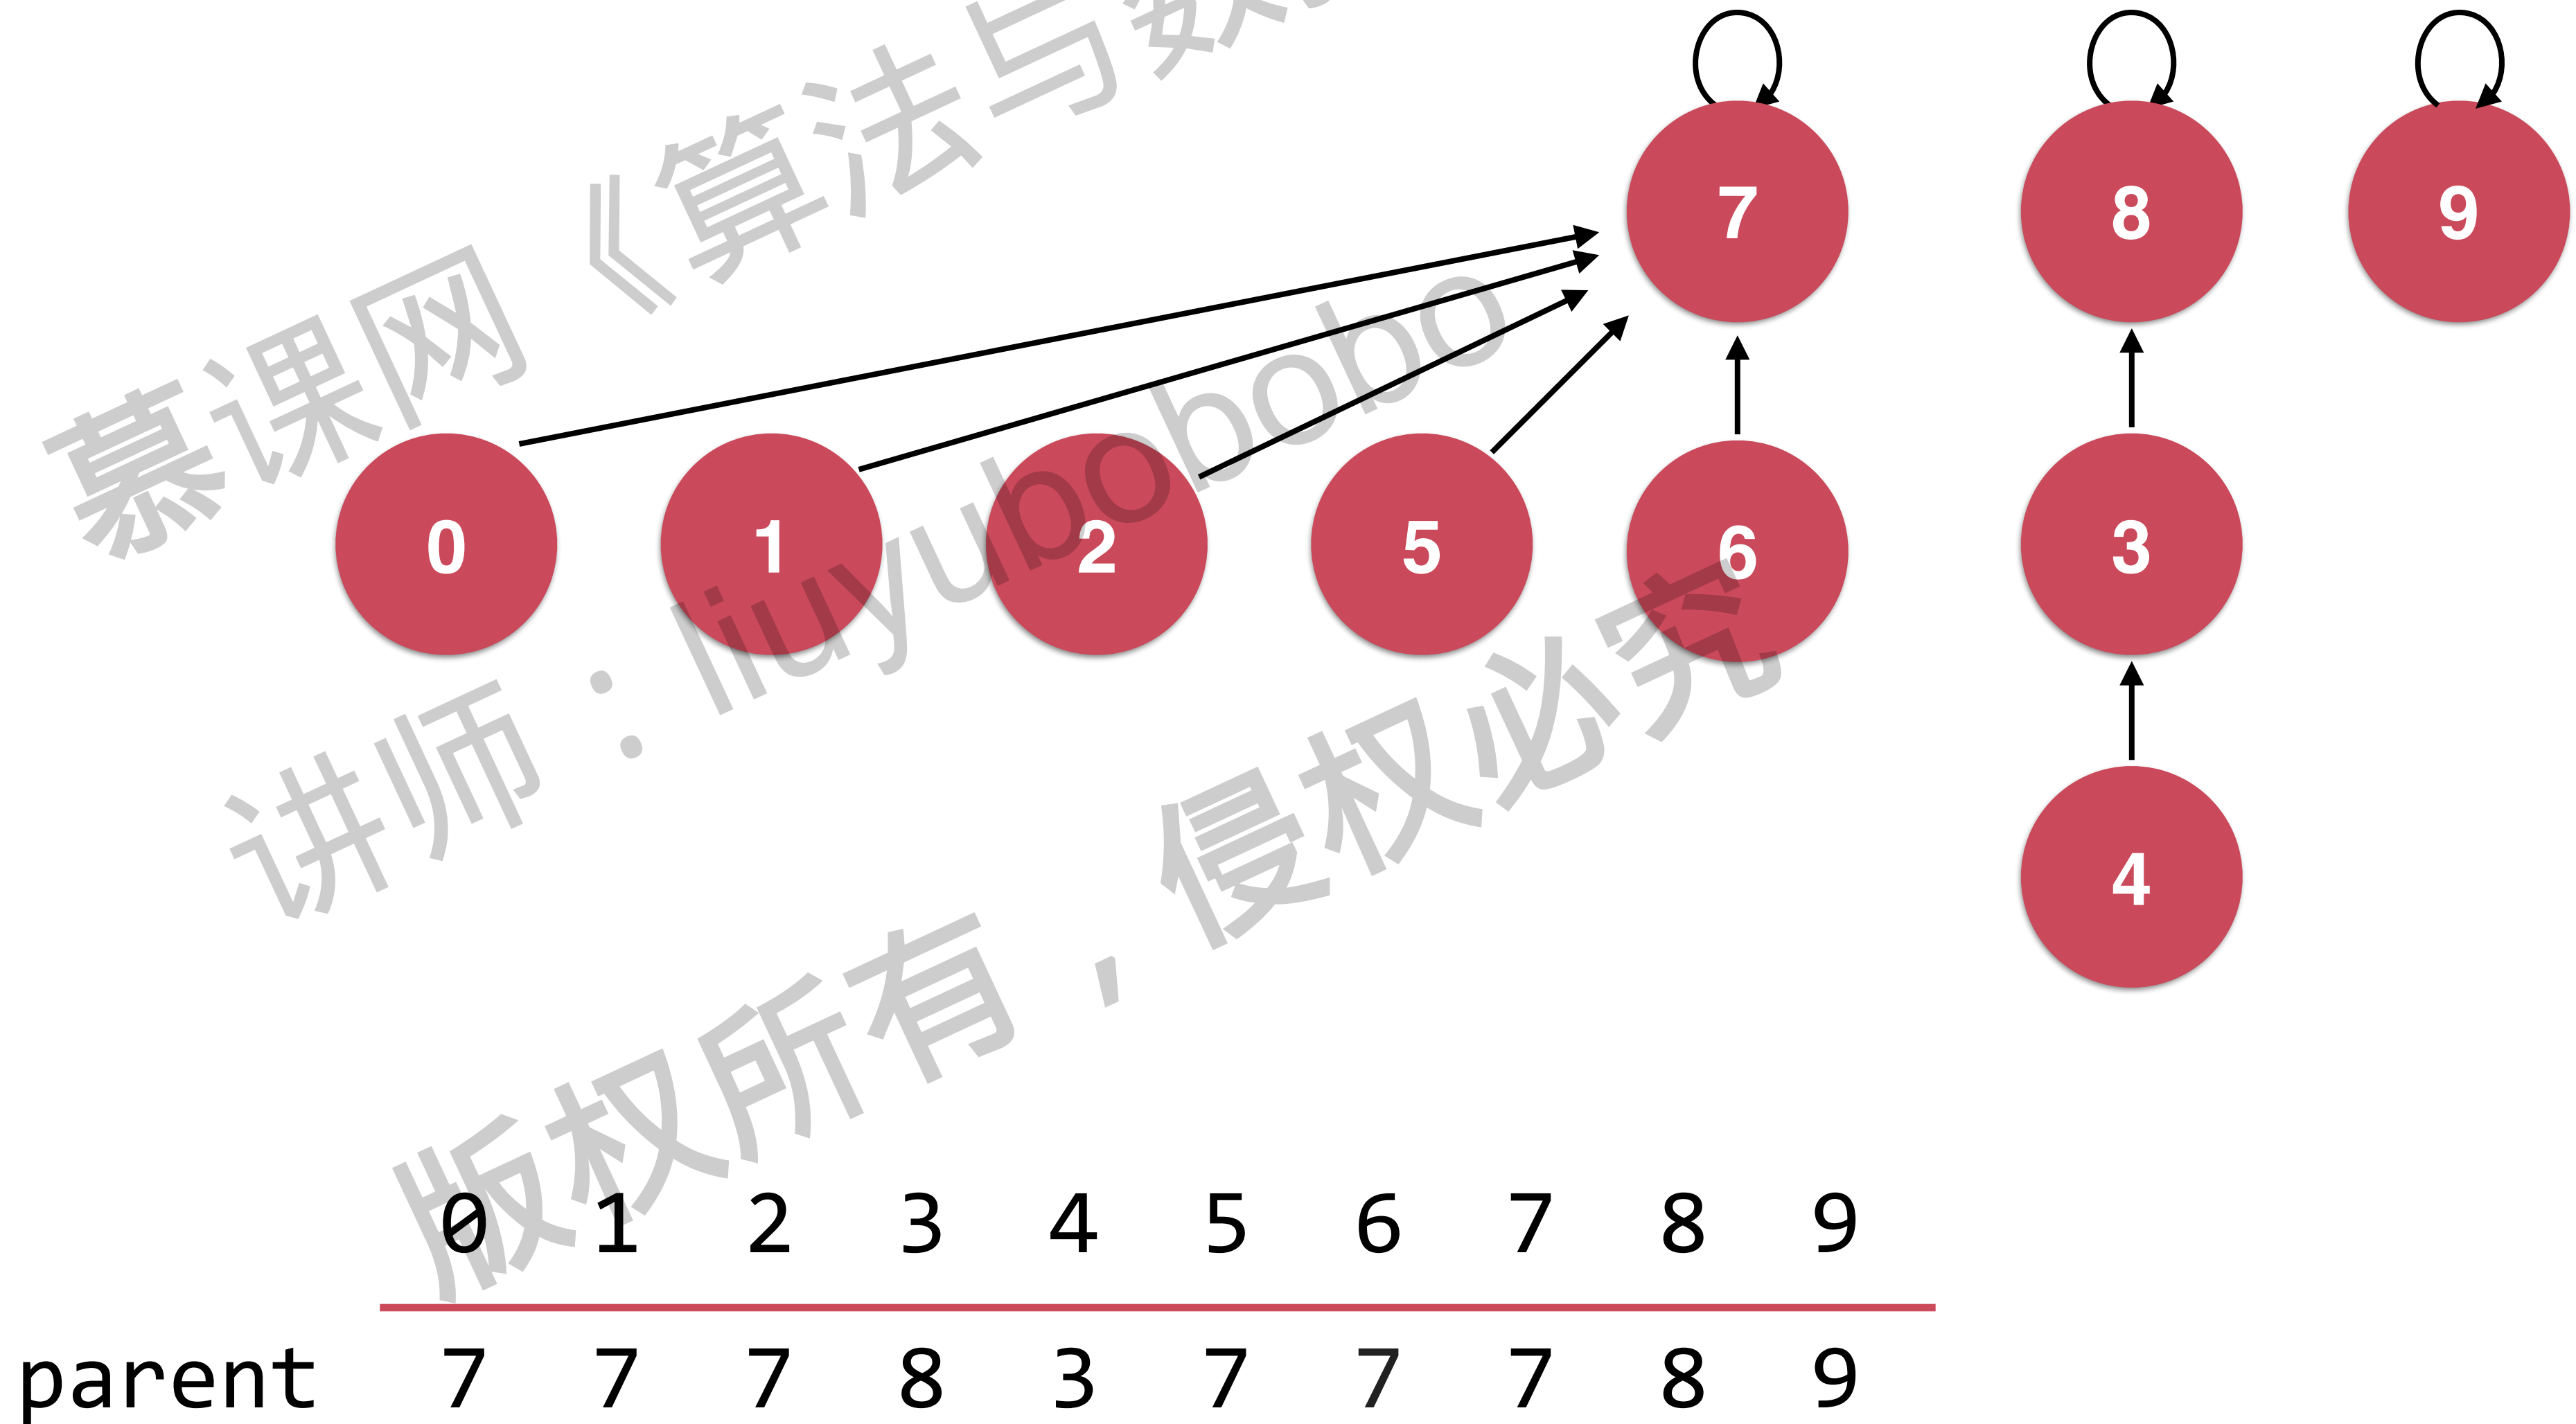 慕课网《算法与数
讲师：liuyubobobo
版权所有，侵权必究
7 8 9
0 1 2 5 6 3
4
0 1 2 3 4 5 6 7 8 9
parent 7 7 7 8 3 7 7 7 8 9